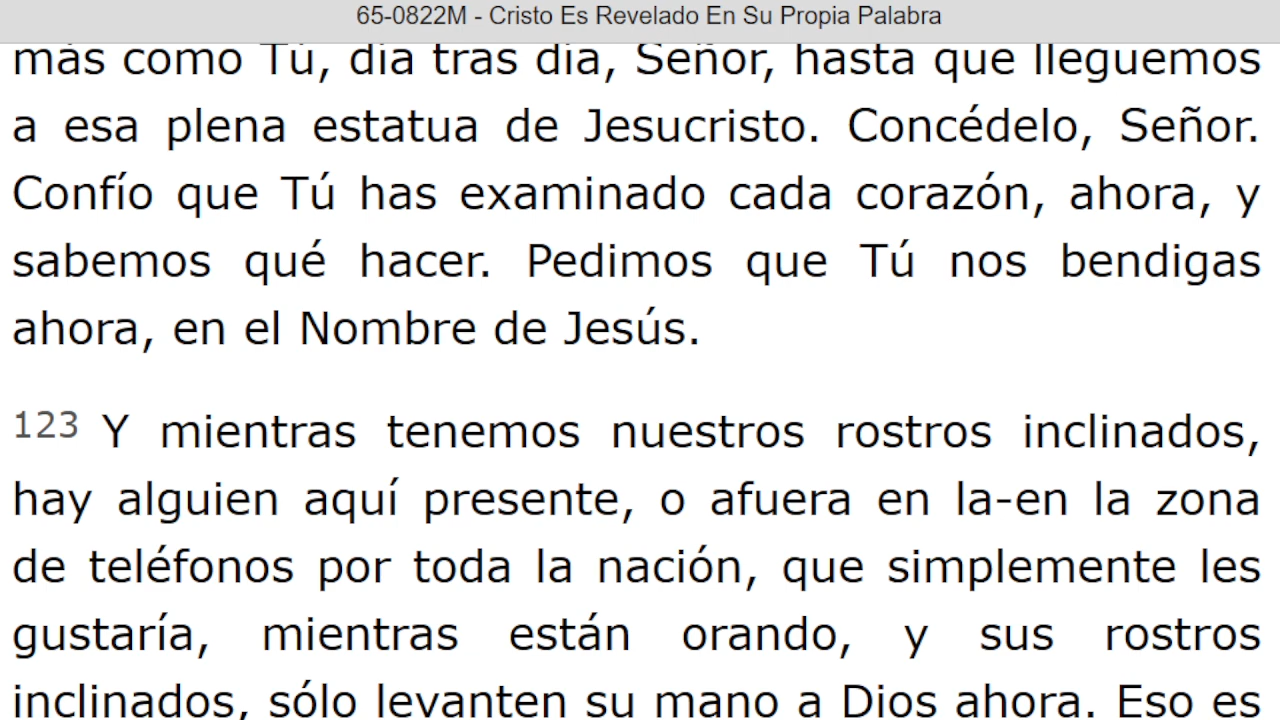 65-0822M - Cristo Es Revelado En Su Propia Palabra
más como Tú, día tras día, Señor, hasta que lleguemos
a esa plena estatua de Jesucristo. Concédelo, Señor.
Confío que Tú has examinado cada corazón, ahora, y
sabemos qué hacer. Pedimos que Tú nos bendigas
ahora, en el Nombre de Jesús.
123 Y mientras tenemos nuestros rostros inclinados,
hay alguien aquí presente, o afuera en la-en la zona
de teléfonos por toda la nación, que simplemente les
gustaría, mientras están orando, y sus rostros
inclinados, sólo levanten su mano a Dios ahora. Eso es